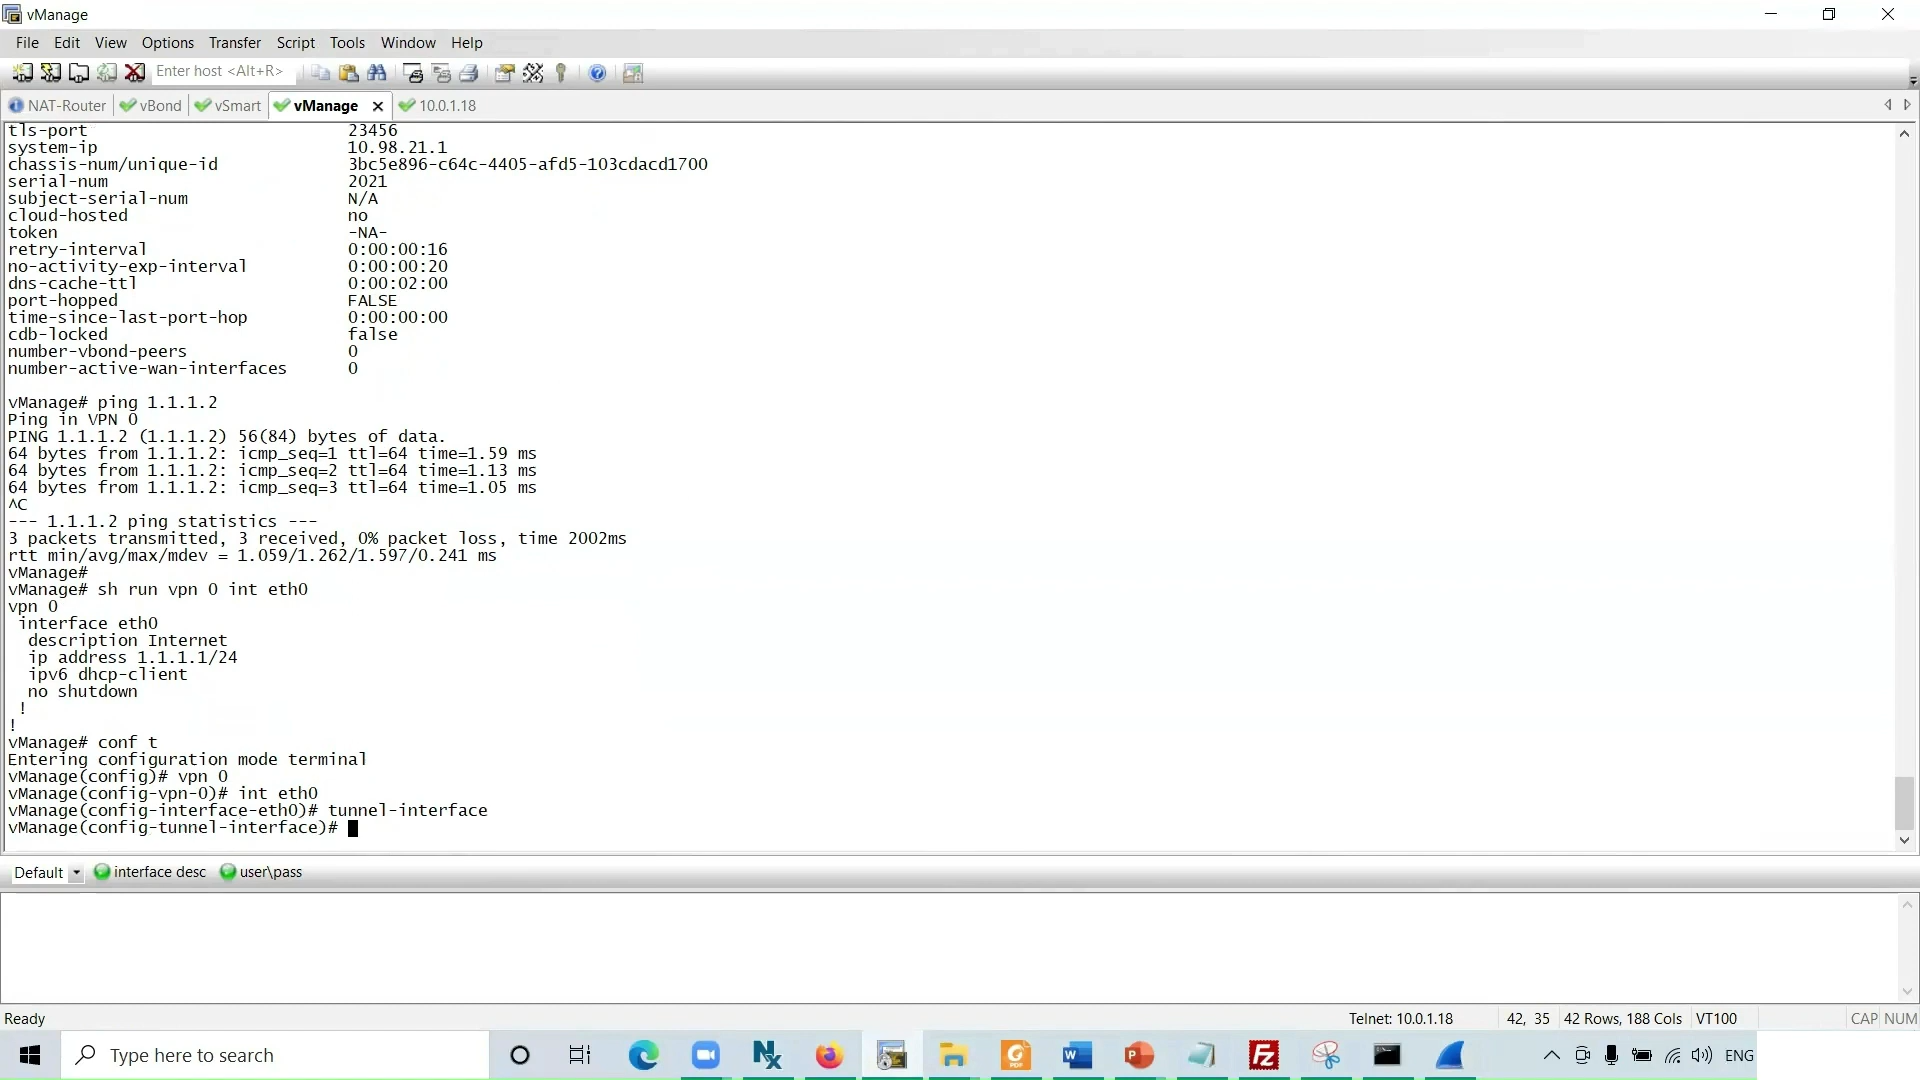 vManage
File Edit View Options Transfer Script Tools Window Help
Enter host <Alt+R>
NAT-Router vBond vSmart vManage 10.0.1.18
tls-port 23456
system-ip 10.98.21.1
chassis-num/unique-id 3bc5e896-c64c-4405-afd5-103cdacd1700
serial-num 2021
subject-serial-num N/A
cloud-hosted no
token -NA-
retry-interval 0:00:00:16
no-activity-exp-interval 0:00:00:20
dns-cache-ttl 0:00:02:00
port-hopped FALSE
time-since-last-port-hop 0:00:00:00
cdb-locked false
number-vbond-peers 0
number-active-wan-interfaces 0
vManage# ping 1.1.1.2
Ping in VPN 0
PING 1.1.1.2 (1.1.1.2) 56(84) bytes of data.
64 bytes from 1.1.1.2: icmp_seq=1 ttl=64 time=1.59 ms
64 bytes from 1.1.1.2: icmp_seq=2 ttl=64 time=1.13 ms
64 bytes from 1.1.1.2: icmp_seq=3 ttl=64 time=1.05 ms
^C
--- 1.1.1.2 ping statistics ---
3 packets transmitted, 3 received, 0% packet loss, time 2002ms
rtt min/avg/max/mdev = 1.059/1.262/1.597/0.241 ms
vManage#
vManage# sh run vpn 0 int eth0
vpn 0
interface eth0
description Internet
ip address 1.1.1.1/24
ipv6 dhcp-client
no shutdown
!
!
vManage# conf t
Entering configuration mode terminal
vManage(config)# vpn 0
vManage(config-vpn-0)# int eth0
vManage(config-interface-eth0)# tunnel-interface
vManage(config-tunnel-interface)#
Default interface desc user\pass
Ready Telnet: 10.0.1.18 42, 35 42 Rows, 188 Cols VT100 CAP NUM
Type here to search ENG